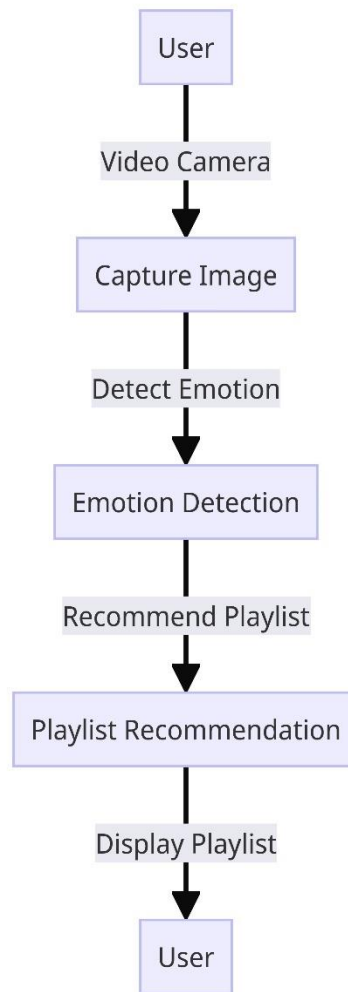 User
Video Camera
Capture Image
Detect Emotion
Emotion Detection
Recommend Playlist
Playlist Recommendation
Display Playlist
User